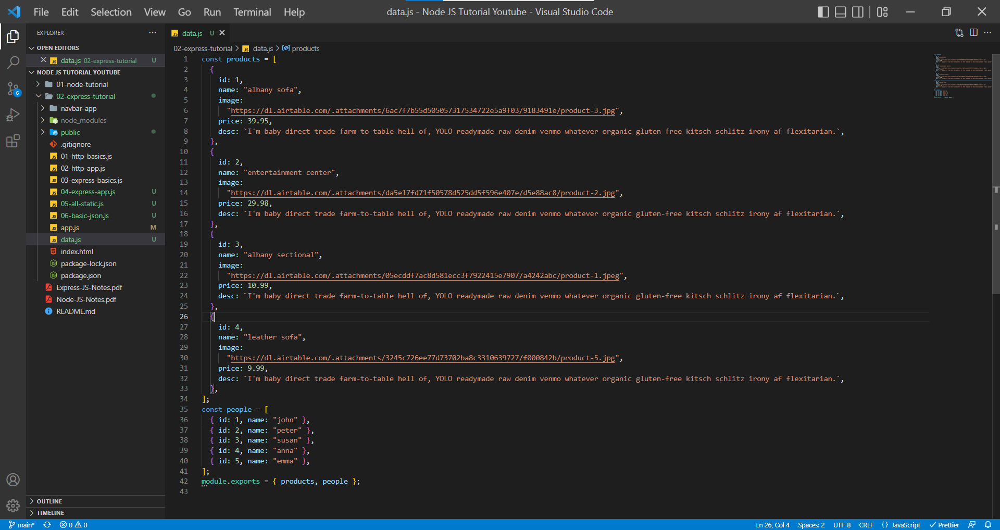 File Edit Selection View Go Run Terminal Help
data.js - Node JS Tutorial Youtube - Visual Studio Code
EXPLORER
OPEN EDITORS
data.js 02-express-tutorial U
NODE JS TUTORIAL YOUTUBE
01-node-tutorial
02-express-tutorial
navbar-app
node_modules
public
.gitignore
01-http-basics.js
02-http-app.js
03-express-basics.js
04-express-app.js U
05-all-static.js U
06-basic-json.js U
app.js M
data.js U
index.html
package-lock.json
package.json
Express-JS-Notes.pdf
Node-JS-Notes.pdf
README.md
OUTLINE
TIMELINE
6
JS data.js U
02-express-tutorial > JS data.js > products
1 const products = [
2 {
3 id: 1,
4 name: "albany sofa",
5 image:
6 "https://dl.airtable.com/.attachments/6ac7f7b55d505057317534722e5a9f03/9183491e/product-3.jpg",
7 price: 39.95,
8 desc: `I'm baby direct trade farm-to-table hell of, YOLO readymade raw denim venmo whatever organic gluten-free kitsch schlitz irony af flexitarian.`,
9 },
10 {
11 id: 2,
12 name: "entertainment center",
13 image:
14 "https://dl.airtable.com/.attachments/da5e17fd71f50578d525dd5f596e407e/d5e88ac8/product-2.jpg",
15 price: 29.98,
16 desc: `I'm baby direct trade farm-to-table hell of, YOLO readymade raw denim venmo whatever organic gluten-free kitsch schlitz irony af flexitarian.`,
17 },
18 {
19 id: 3,
20 name: "albany sectional",
21 image:
22 "https://dl.airtable.com/.attachments/05ecddf7ac8d581ecc3f7922415e7907/a4242abc/product-1.jpeg",
23 price: 10.99,
24 desc: `I'm baby direct trade farm-to-table hell of, YOLO readymade raw denim venmo whatever organic gluten-free kitsch schlitz irony af flexitarian.`,
25 },
26 {
27 id: 4,
28 name: "leather sofa",
29 image:
30 "https://dl.airtable.com/.attachments/3245c726ee77d73702ba8c3310639727/f000842b/product-5.jpg",
31 price: 9.99,
32 desc: `I'm baby direct trade farm-to-table hell of, YOLO readymade raw denim venmo whatever organic gluten-free kitsch schlitz irony af flexitarian.`,
33 },
34 ];
35 const people = [
36 { id: 1, name: "john" },
37 { id: 2, name: "peter" },
38 { id: 3, name: "susan" },
39 { id: 4, name: "anna" },
40 { id: 5, name: "emma" },
41 ];
42 module.exports = { products, people };
43
main* 0 0
Ln 26, Col 4 Spaces: 2 UTF-8 CRLF {} JavaScript Prettier